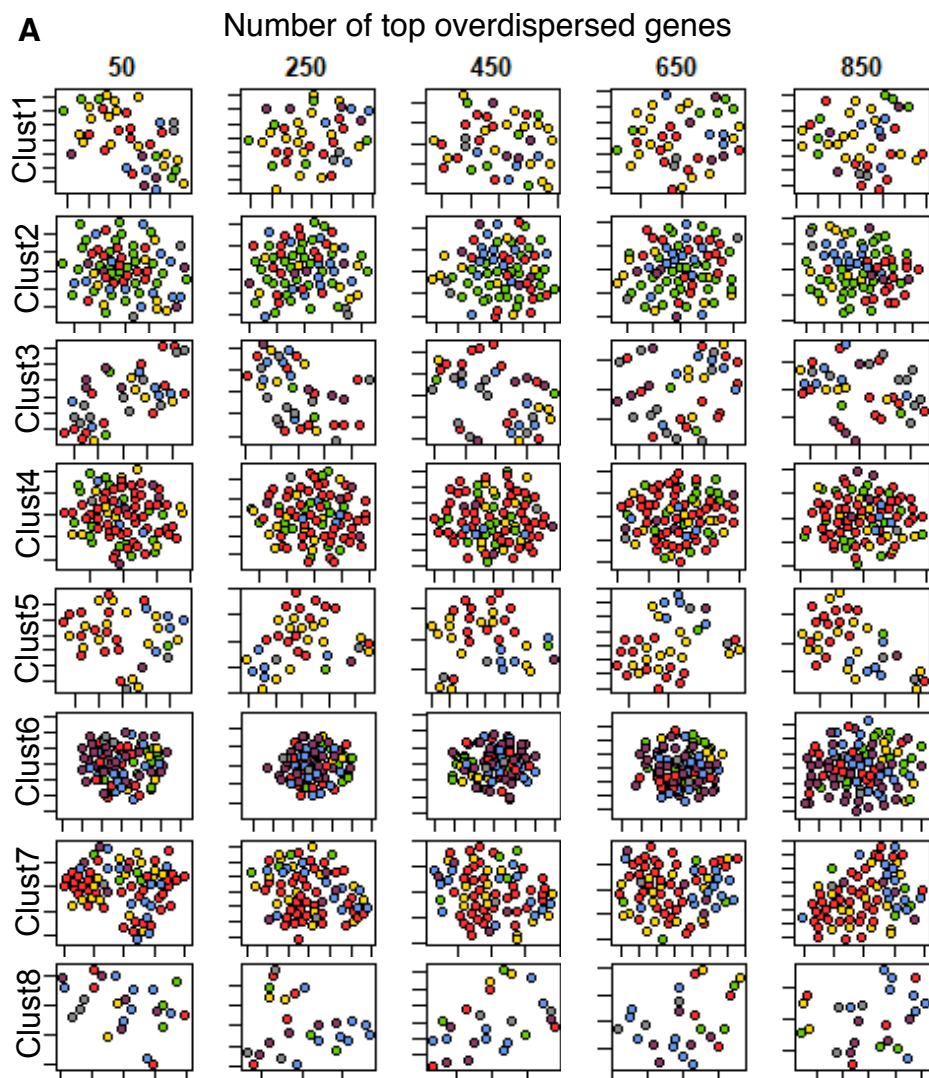 A
Number of top overdispersed genes
50 250 450 650 850
Clust1
Clust2
Clust3
Clust4
Clust5
Clust6
Clust7
Clust8